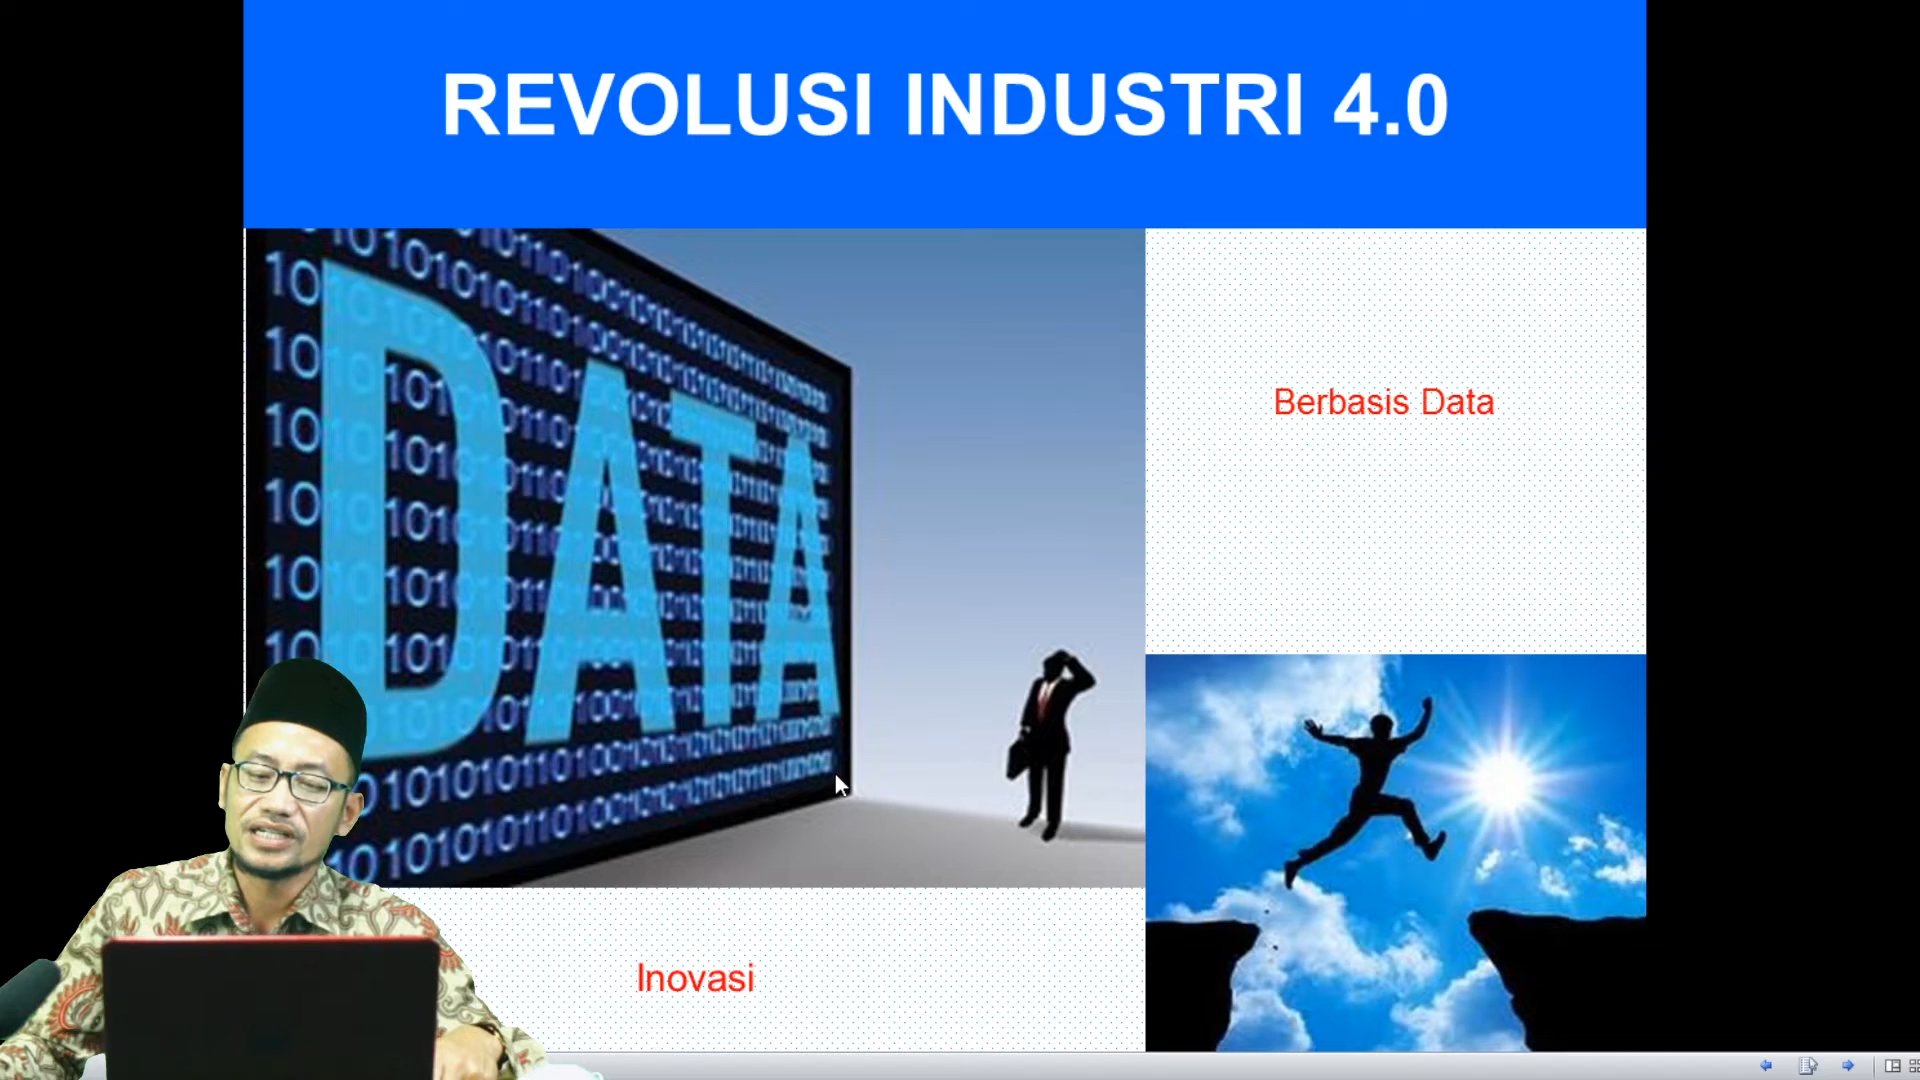 REVOLUSI INDUSTRI 4.0
DATA
Berbasis Data
Inovasi